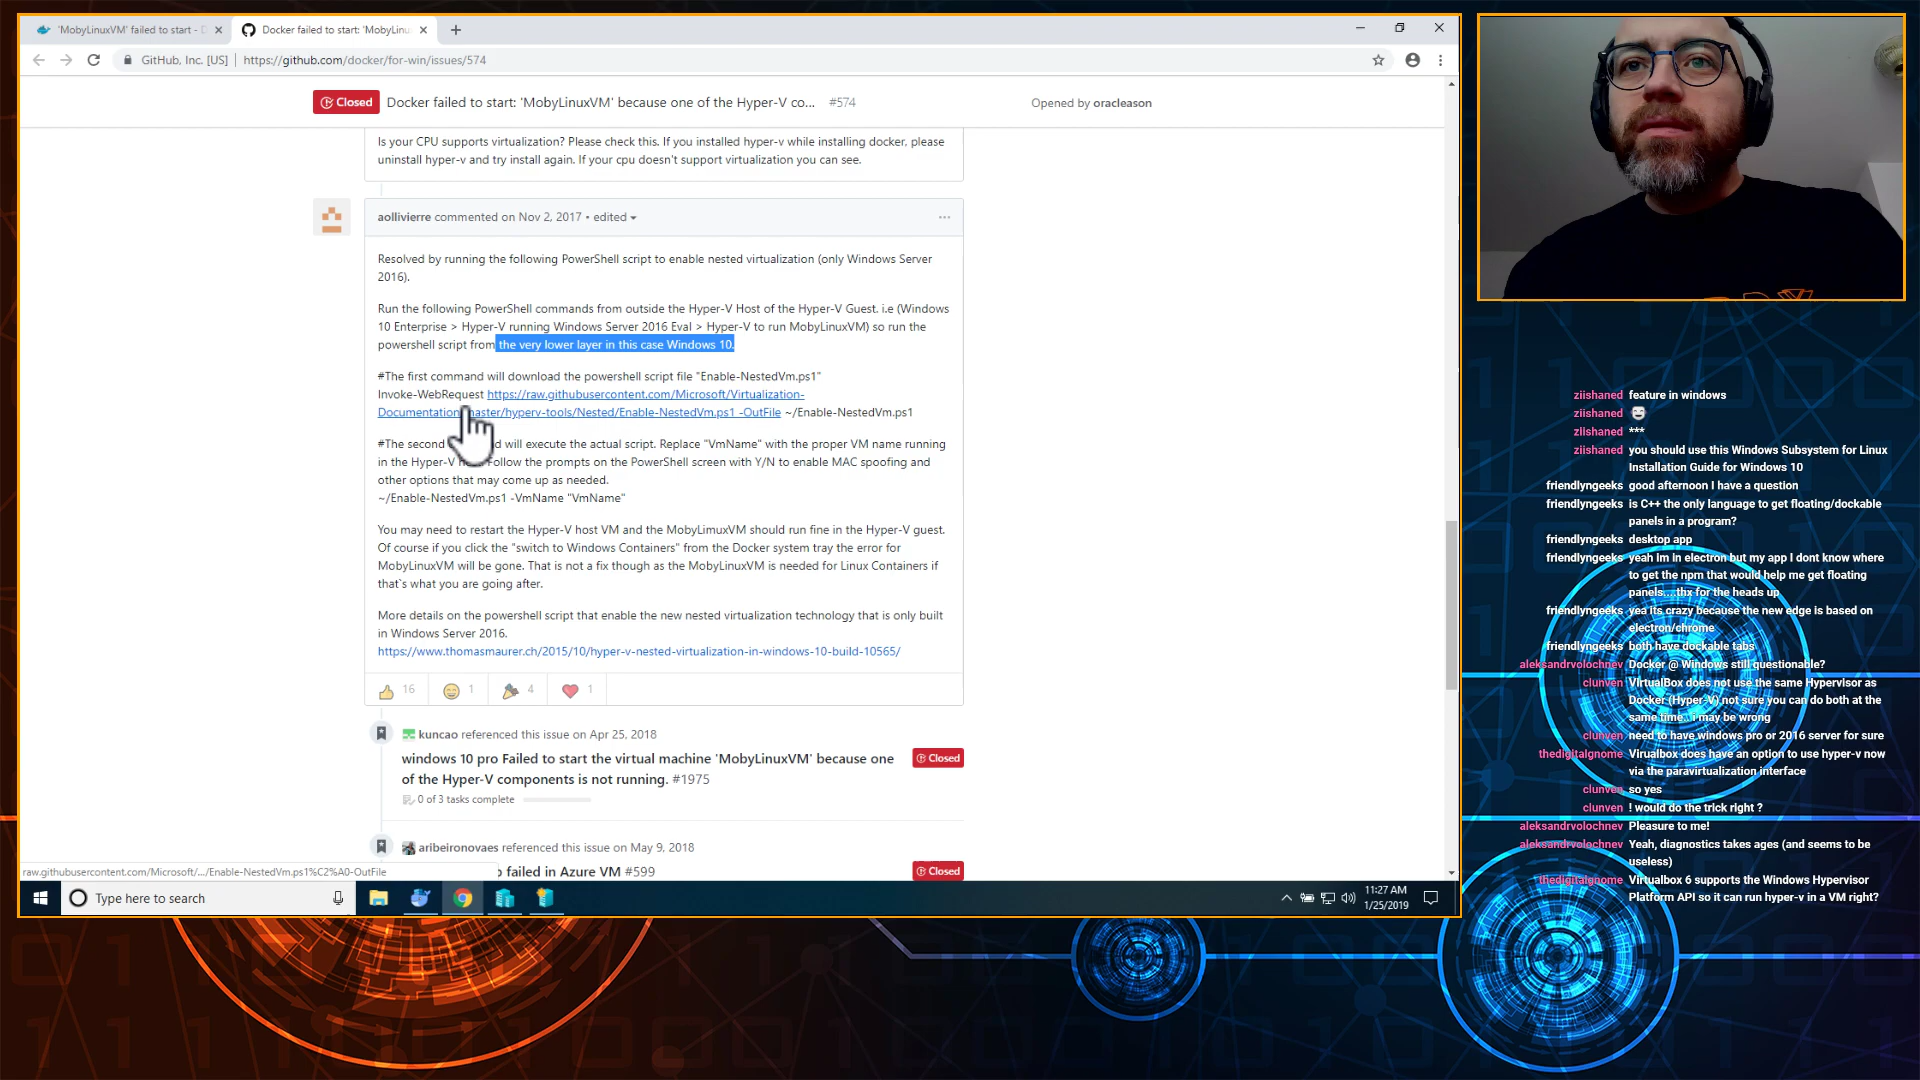 'MobyLinuxVM' failed to start - D
Docker failed to start: 'MobyLinu
GitHub, Inc. [US] | https://github.com/docker/for-win/issues/574
Closed
Docker failed to start: 'MobyLinuxVM' because one of the Hyper-V co... #574
Opened by oracleason
Is your CPU supports virtualization? Please check this. If you installed hyper-v while installing docker, please
uninstall hyper-v and try install again. If your cpu doesn't support virtualization you can see.
aollivierre commented on Nov 2, 2017 • edited
Resolved by running the following PowerShell script to enable nested virtualization (only Windows Server
2016).
Run the following PowerShell commands from outside the Hyper-V Host of the Hyper-V Guest. i.e (Windows
10 Enterprise > Hyper-V running Windows Server 2016 Eval > Hyper-V to run MobyLinuxVM) so run the
powershell script from the very lower layer in this case Windows 10.
#The first command will download the powershell script file "Enable-NestedVm.ps1"
Invoke-WebRequest https://raw.githubusercontent.com/Microsoft/Virtualization-
Documentation master/hyperv-tools/Nested/Enable-NestedVm.ps1 -OutFile ~/Enable-NestedVm.ps1
#The second will execute the actual script. Replace "VmName" with the proper VM name running
in the Hyper-V Follow the prompts on the PowerShell screen with Y/N to enable MAC spoofing and
other options that may come up as needed.
~/Enable-NestedVm.ps1 -VmName "VmName"
You may need to restart the Hyper-V host VM and the MobyLimuxVM should run fine in the Hyper-V guest.
Of course if you click the "switch to Windows Containers" from the Docker system tray the error for
MobyLinuxVM will be gone. That is not a fix though as the MobyLinuxVM is needed for Linux Containers if
that`s what you are going after.
More details on the powershell script that enable the new nested virtualization technology that is only built
in Windows Server 2016.
https://www.thomasmaurer.ch/2015/10/hyper-v-nested-virtualization-in-windows-10-build-10565/
16 1 4 1
kuncao referenced this issue on Apr 25, 2018
windows 10 pro Failed to start the virtual machine 'MobyLinuxVM' because one
of the Hyper-V components is not running. #1975
Closed
0 of 3 tasks complete
aribeironovaes referenced this issue on May 9, 2018
failed in Azure VM #599
Closed
raw.githubusercontent.com/Microsoft/.../Enable-NestedVm.ps1%C2%A0-OutFile
Type here to search
11:27 AM
1/25/2019
ziishaned feature in windows
ziishaned
ziishaned ***
ziishaned you should use this Windows Subsystem for Linux
Installation Guide for Windows 10
friendlyngeeks good afternoon I have a question
friendlyngeeks is C++ the only language to get floating/dockable
panels in a program?
friendlyngeeks desktop app
friendlyngeeks yeah Im in electron but my app I dont know where
to get the npm that would help me get floating
panels....thx for the heads up
friendlyngeeks yea its crazy because the new edge is based on
electron/chrome
friendlyngeeks both have dockable tabs
aleksandrvolochnev Docker @ Windows still questionable?
clunven VirtualBox does not use the same Hypervisor as
Docker (Hyper-V) not sure you can do both at the
same time.. i may be wrong
clunven need to have windows pro or 2016 server for sure
thedigitalgnome Virualbox does have an option to use hyper-v now
via the paravirtualization interface
clunven so yes
clunven ! would do the trick right ?
aleksandrvolochnev Pleasure to me!
aleksandrvolochnev Yeah, diagnostics takes ages (and seems to be
useless)
thedigitalgnome Virtualbox 6 supports the Windows Hypervisor
Platform API so it can run hyper-v in a VM right?